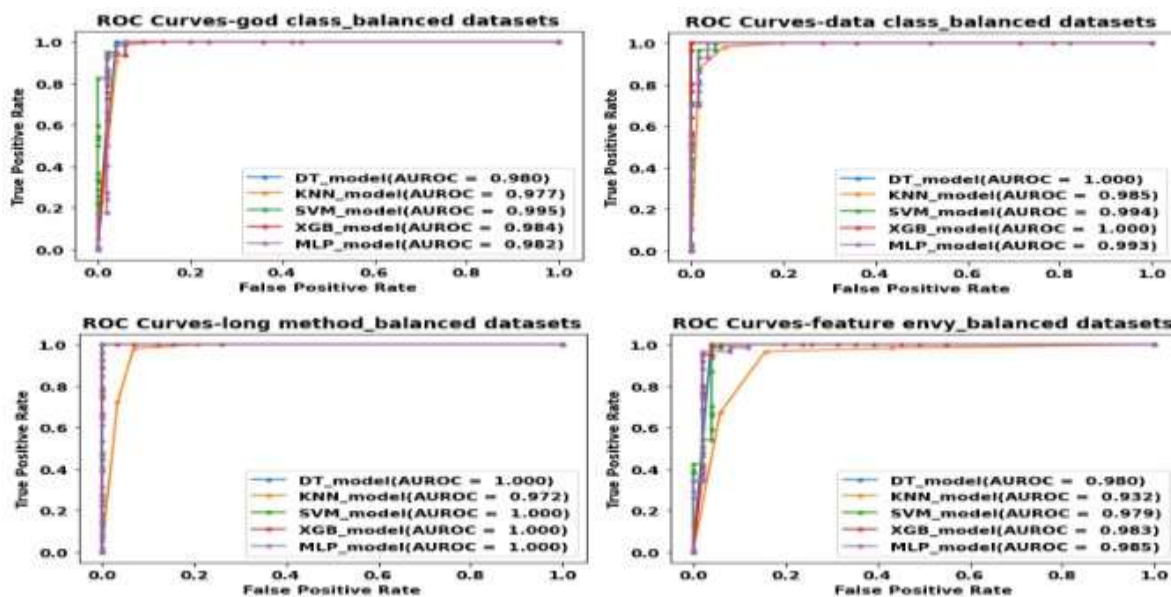 ROC Curves-god class_balanced datasets
True Positive Rate
1.0
0.8
0.6
0.4
0.2
0.0
DT_model(AUROC = 0.980)
KNN_model(AUROC = 0.977)
SVM_model(AUROC = 0.995)
XGB_model(AUROC = 0.984)
MLP_model(AUROC = 0.982)
0.0 0.2 0.4 0.6 0.8 1.0
False Positive Rate
ROC Curves-data class_balanced datasets
True Positive Rate
1.0
0.8
0.6
0.4
0.2
0.0
DT_model(AUROC = 1.000)
KNN_model(AUROC = 0.985)
SVM_model(AUROC = 0.994)
XGB_model(AUROC = 1.000)
MLP_model(AUROC = 0.993)
0.0 0.2 0.4 0.6 0.8 1.0
False Positive Rate
ROC Curves-long method_balanced datasets
True Positive Rate
1.0
0.8
0.6
0.4
0.2
0.0
DT_model(AUROC = 1.000)
KNN_model(AUROC = 0.972)
SVM_model(AUROC = 1.000)
XGB_model(AUROC = 1.000)
MLP_model(AUROC = 1.000)
0.0 0.2 0.4 0.6 0.8 1.0
False Positive Rate
ROC Curves-feature envy_balanced datasets
True Positive Rate
1.0
0.8
0.6
0.4
0.2
0.0
DT_model(AUROC = 0.980)
KNN_model(AUROC = 0.932)
SVM_model(AUROC = 0.979)
XGB_model(AUROC = 0.983)
MLP_model(AUROC = 0.985)
0.0 0.2 0.4 0.6 0.8 1.0
False Positive Rate